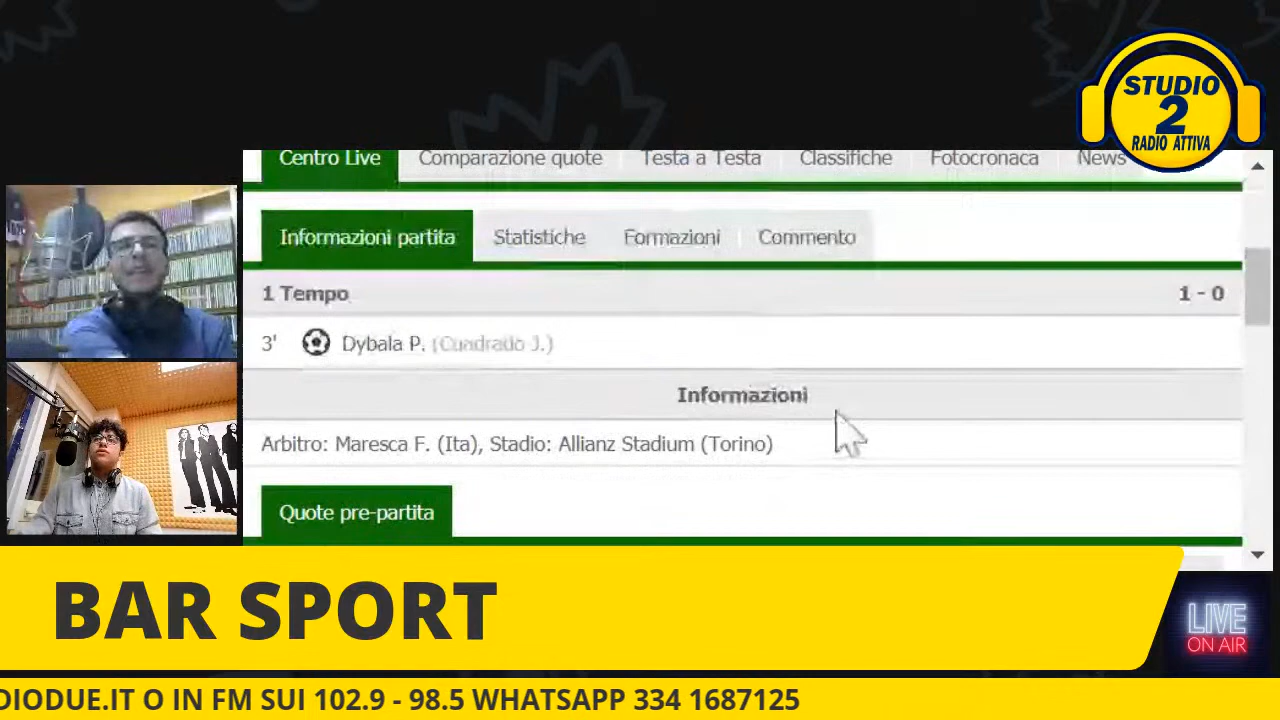 STUDIO
2
RADIO ATTIVA
Centro Live Comparazione quote Testa a Testa Classifiche Fotocronaca News
Informazioni partita Statistiche Formazioni Commento
1 Tempo 1 - 0
3' Dybala P. (Cuadrado J.)
Informazioni
Arbitro: Maresca F. (Ita), Stadio: Allianz Stadium (Torino)
Quote pre-partita
BAR SPORT
LIVE
ON AIR
DIODUE.IT O IN FM SUI 102.9 - 98.5 WHATSAPP 334 1687125